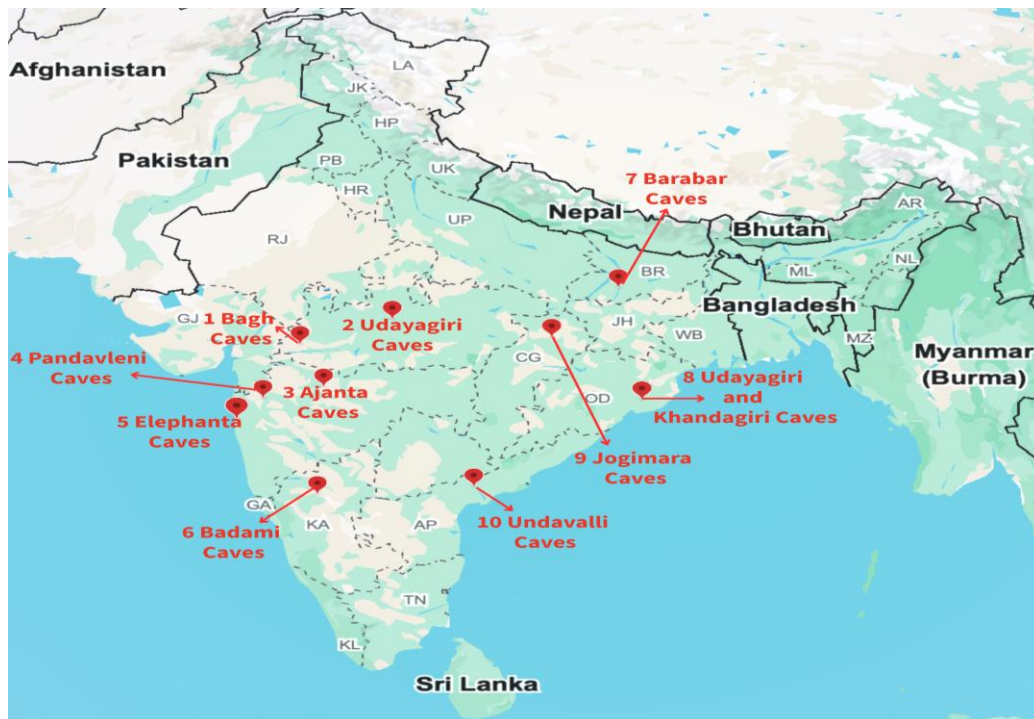 Afghanistan
LA
JK
HP
Pakistan
PB
UK
HR
7 Barabar
Caves
UP
Nepal
AR
RJ
Bhutan
NL
BR
ML
Bangladesh
GJ
1 Bagh
Caves
2 Udayagiri
Caves
JH
WB
MZ
Myanmar
(Burma)
4 Pandavleni
Caves
CG
3 Ajanta
Caves
8 Udayagiri
and
Khandagiri Caves
OD
5 Elephanta
Caves
9 Jogimara
Caves
GA
6 Badami
Caves
KA
AP
10 Undavalli
Caves
TN
KL
Sri Lanka